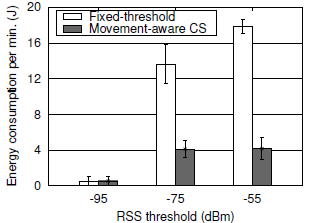 Energy consumption per min. (J)
20
16
12
8
4
0
Fixed-threshold
Movement-aware CS
-95
-75
-55
RSS threshold (dBm)